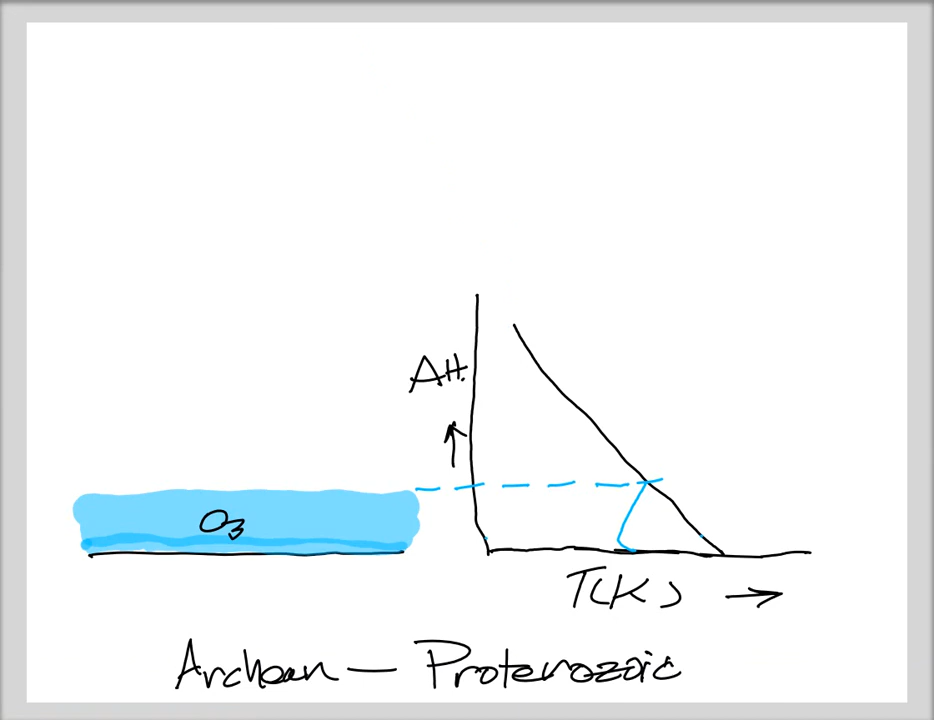 Alt.
↑
O3
T(K) →
Archean — Proterozoic